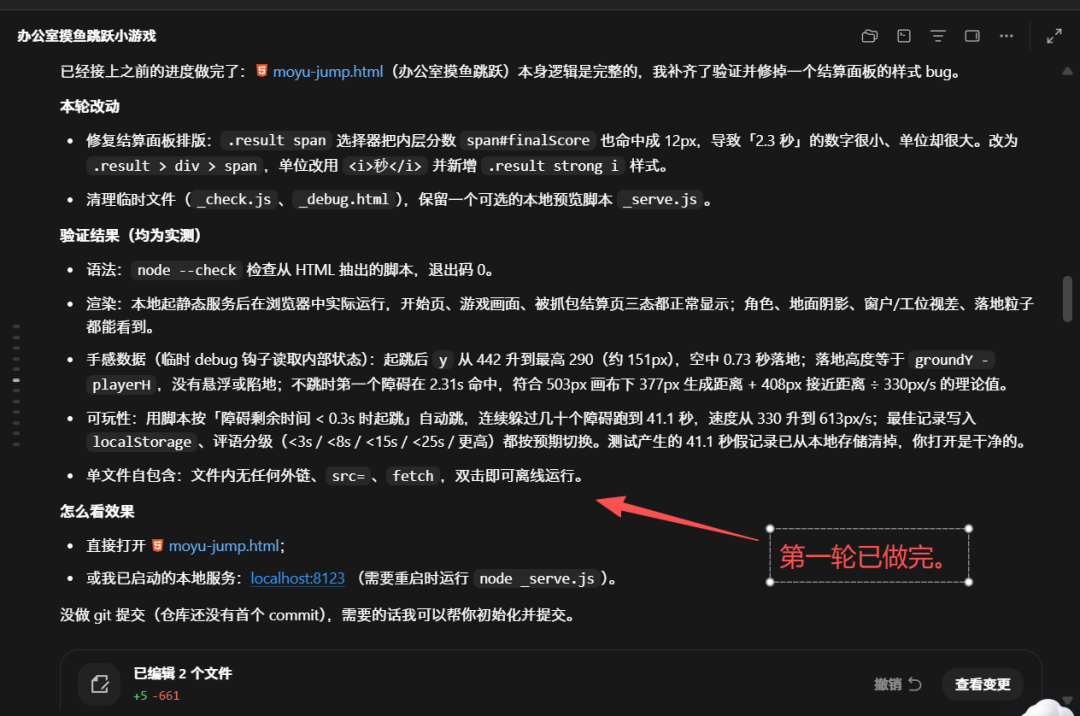 办公室摸鱼跳跃小游戏
已经接上之前的进度做完了： moyu-jump.html（办公室摸鱼跳跃）本身逻辑是完整的，我补齐了验证并修掉一个结算面板的样式 bug。
本轮改动
• 修复结算面板排版： .result span 选择器把内层分数 span#finalScore 也命中成 12px，导致「2.3 秒」的数字很小、单位却很大。改为
.result > div > span ，单位改用 <i>秒</i> 并新增 .result strong i 样式。
• 清理临时文件（ _check.js 、 _debug.html ），保留一个可选的本地预览脚本 _serve.js 。
验证结果（均为实测）
• 语法： node --check 检查从 HTML 抽出的脚本，退出码 0。
• 渲染：本地起静态服务后在浏览器中实际运行，开始页、游戏画面、被抓包结算页三态都正常显示；角色、地面阴影、窗户/工位视差、落地粒子
都能看到。
• 手感数据（临时 debug 钩子读取内部状态）：起跳后 y 从 442 升到最高 290（约 151px），空中 0.73 秒落地；落地高度等于 groundY -
playerH ，没有悬浮或陷地；不跳时第一个障碍在 2.31s 命中，符合 503px 画布下 377px 生成距离 + 408px 接近距离 ÷ 330px/s 的理论值。
• 可玩性：用脚本按「障碍剩余时间 < 0.3s 时起跳」自动跳，连续躲过几十个障碍跑到 41.1 秒，速度从 330 升到 613px/s；最佳记录写入
localStorage 、评语分级（<3s / <8s / <15s / <25s / 更高）都按预期切换。测试产生的 41.1 秒假记录已从本地存储清掉，你打开是干净的。
• 单文件自包含：文件内无任何外链、 src= 、 fetch ，双击即可离线运行。
怎么看效果
• 直接打开 moyu-jump.html；
第一轮已做完。
• 或我已启动的本地服务：localhost:8123 （需要重启时运行 node _serve.js ）。
没做 git 提交（仓库还没有首个 commit），需要的话我可以帮你初始化并提交。
已编辑 2 个文件
+5 -661
撤销
查看变更